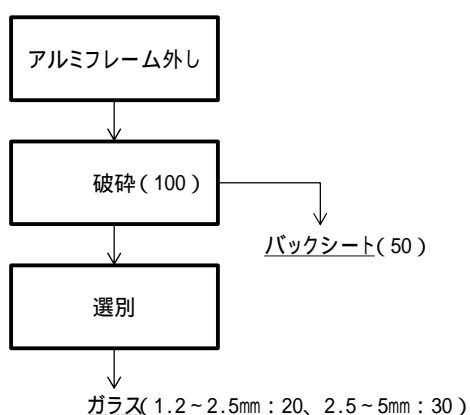 アルミフレーム外し
破砕(100)
バックシート(50)
選別
ガラス(1.2~2.5mm:20、2.5~5mm:30)